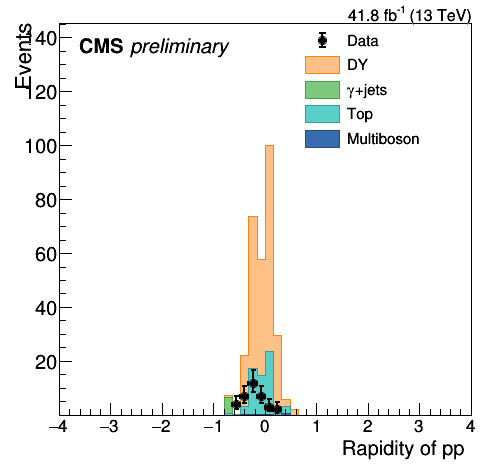 41.8 fb⁻¹ (13 TeV)
CMS preliminary
Events
Data
DY
γ+jets
Top
Multiboson
140
120
100
80
60
40
20
−4 −3 −2 −1 0 1 2 3 4
Rapidity of pp